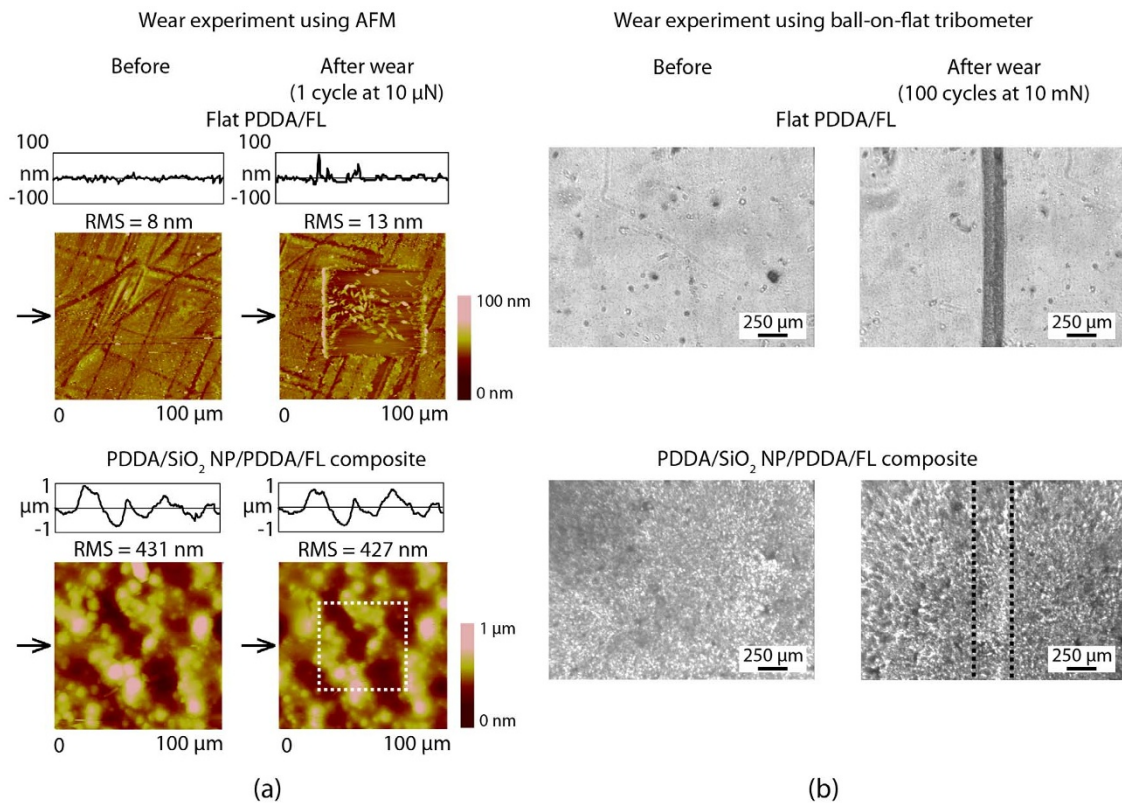 Wear experiment using AFM
Before
After wear
(1 cycle at 10 µN)
Flat PDDA/FL
100
nm
-100
100
nm
-100
RMS = 8 nm
RMS = 13 nm
100 nm
0 nm
0
100 µm
0
100 µm
PDDA/SiO₂ NP/PDDA/FL composite
1
µm
-1
1
µm
-1
RMS = 431 nm
RMS = 427 nm
1 µm
0 nm
0
100 µm
0
100 µm
(a)
Wear experiment using ball-on-flat tribometer
Before
After wear
(100 cycles at 10 mN)
Flat PDDA/FL
250 µm
250 µm
PDDA/SiO₂ NP/PDDA/FL composite
250 µm
250 µm
(b)